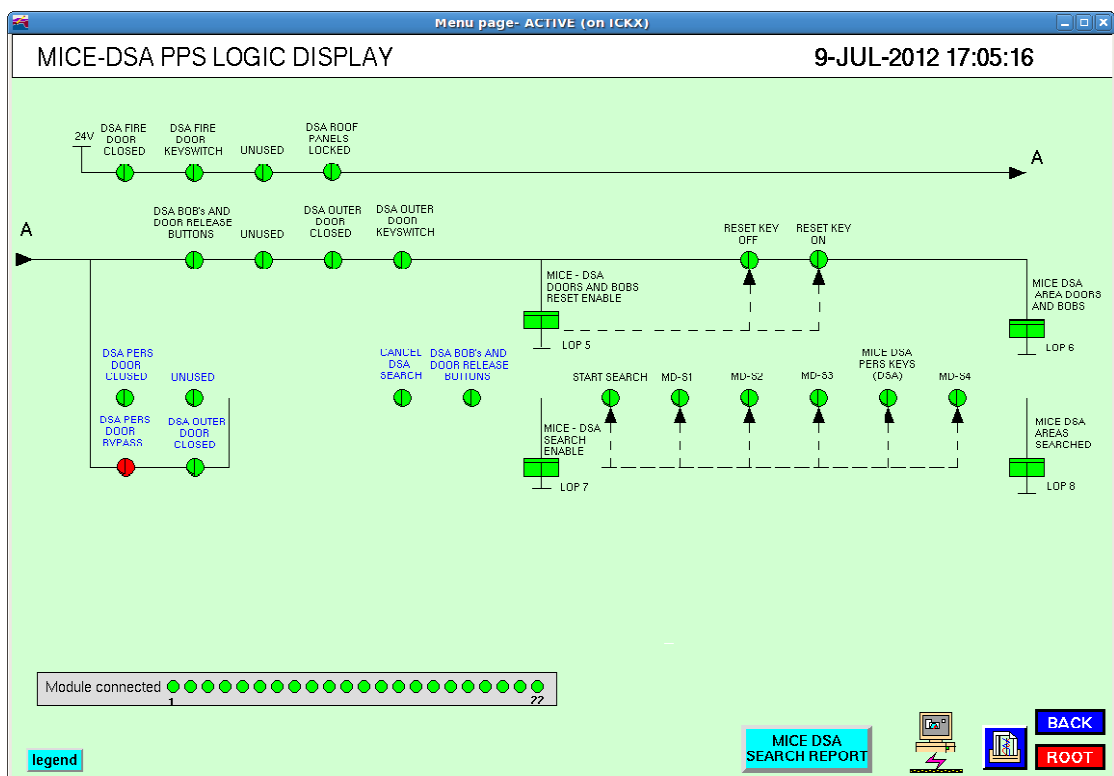 Menu page- ACTIVE (on ICKX)
MICE-DSA PPS LOGIC DISPLAY
9-JUL-2012 17:05:16
24V
DSA FIRE
DOOR
CLOSED
DSA FIRE
DOOR
KEYSWITCH
UNUSED
DSA ROOF
PANELS
LOCKED
A
A
DSA BOB's AND
DOOR RELEASE
BUTTONS
UNUSED
DSA OUTER
DOOR
CLOSED
DSA OUTER
DOOR
KEYSWITCH
RESET KEY
OFF
RESET KEY
ON
MICE - DSA
DOORS AND BOBS
RESET ENABLE
LOP 5
MICE DSA
AREA DOORS
AND BOBS
LOP 6
DSA PERS
DOOR
CLOSED
UNUSED
CANCEL
DSA
SEARCH
DSA BOB's AND
DOOR RELEASE
BUTTONS
START SEARCH
MD-S1
MD-S2
MD-S3
MICE DSA
PERS KEYS
(DSA)
MD-S4
DSA PERS
DOOR
BYPASS
DSA OUTER
DOOR
CLOSED
MICE - DSA
SEARCH
ENABLE
LOP 7
MICE DSA
AREAS
SEARCHED
LOP 8
Module connected
1
22
legend
MICE DSA
SEARCH REPORT
BACK
ROOT